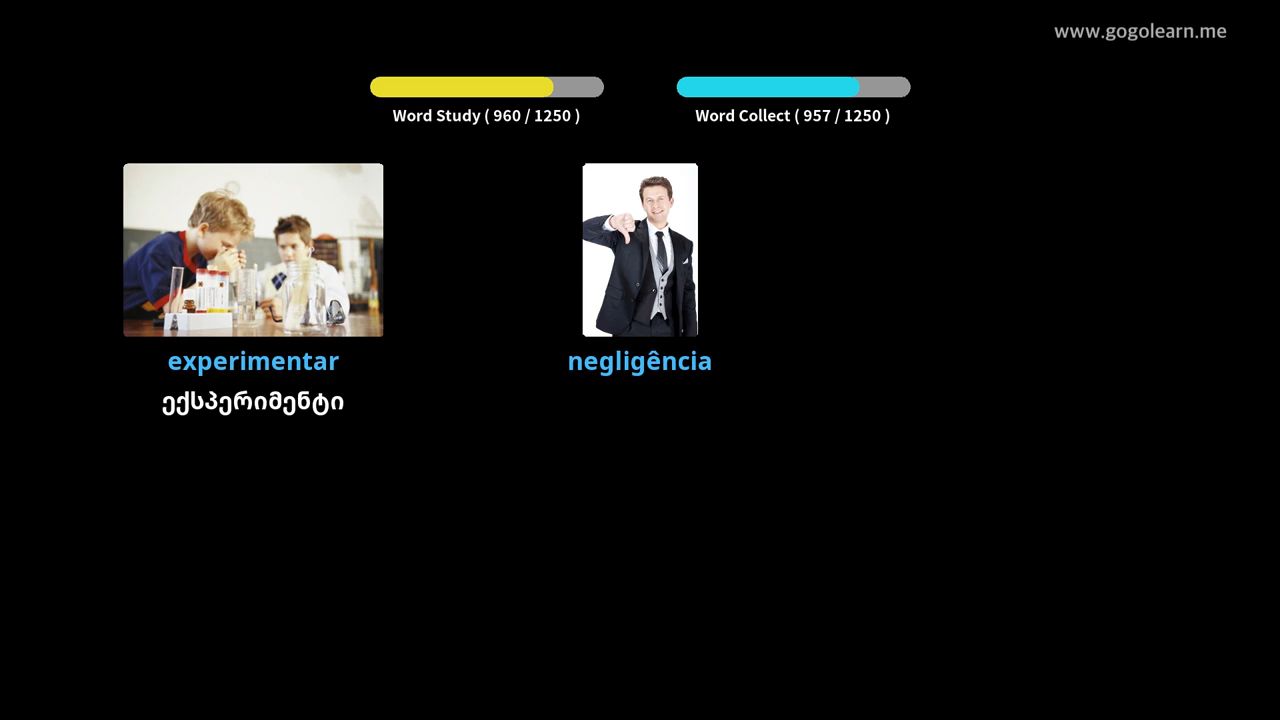 www.gogolearn.me
Word Study ( 960 / 1250 )
Word Collect ( 957 / 1250 )
experimentar
ექსპერიმენტი
negligência